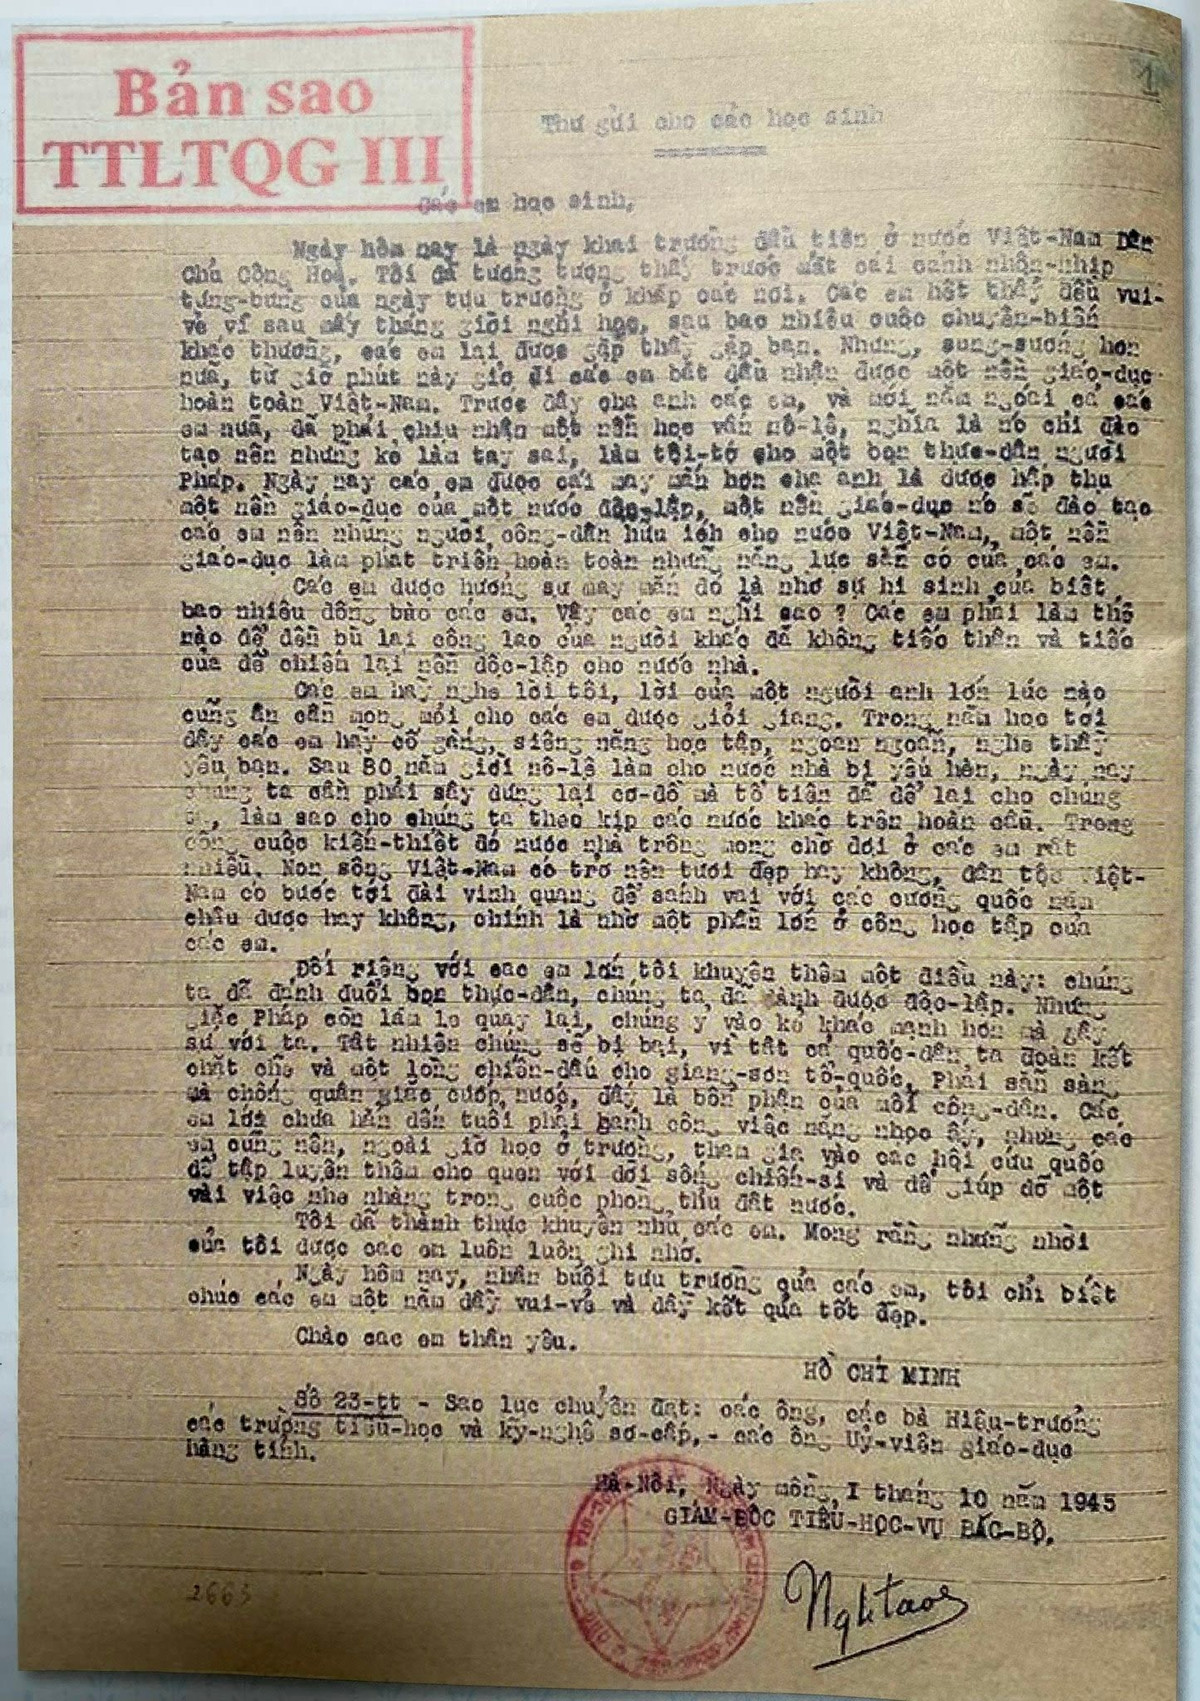 Bản sao
TTLTQG III
1
Thư gửi cho các học sinh
Các em học sinh,
Ngày hôm nay là ngày khai trường đầu tiên ở nước Việt-Nam Dân
Chủ Cộng Hoà. Tôi đã tưởng tượng thấy trước mắt cái cảnh nhộn-nhịp
tưng-bừng của ngày tựu trường ở khắp các nơi. Các em hết thảy đều vui-
vẻ vì sau mấy tháng giời nghỉ học, sau bao nhiêu cuộc chuyển-biến
khác thường, các em lại được gặp thầy gặp bạn. Nhưng, sung-sướng hơn
nữa, từ giờ phút này giở đi các em bắt đầu nhận được một nền giáo-dục
hoàn toàn Việt-Nam. Trước đây cha anh các em, và mới năm ngoái cả các
em nữa, đã phải chịu nhận một nền học vấn nô-lệ, nghĩa là nó chỉ đào
tạo nên những kẻ làm tay sai, làm tôi-tớ cho một bọn thực-dân người
Pháp. Ngày nay các em được cái may mắn hơn cha anh là được hấp thụ
một nền giáo-dục của một nước độc-lập, một nền giáo-dục nó sẽ đào tạo
các em nên những người công-dân hữu ích cho nước Việt-Nam, một nền
giáo-dục làm phát triển hoàn toàn những năng lực sẵn có của các em.
Các em được hưởng sự may mắn đó là nhờ sự hi sinh của biết
bao nhiêu đồng bào các em. Vậy các em nghĩ sao ? Các em phải làm thế
nào để đền bù lại công lao của người khác đã không tiếc thân và tiếc
của để chiến lại nền độc-lập cho nước nhà.
Các em hãy nghe lời tôi, lời của một người anh lớn lúc nào
cũng ân cần mong mỏi cho các em được giỏi giang. Trong năm học tới
đây các em hãy cố gắng, siêng năng học tập, ngoan ngoãn, nghe thầy
yêu bạn. Sau 80 năm giời nô-lệ làm cho nước nhà bị yếu hèn, ngày nay
chúng ta cần phải sây dựng lại cơ-đồ mà tổ tiên đã để lại cho chúng
ta, làm sao cho chúng ta theo kịp các nước khác trên hoàn cầu. Trong
công cuộc kiến-thiết đó nước nhà trông mong chờ đợi ở các em rất
nhiều. Non sông Việt-Nam có trở nên tươi đẹp hay không, dân tộc Việt-
Nam có bước tới đài vinh quang để sánh vai với các cường quốc năm
châu được hay không, chính là nhờ một phần lớn ở công học tập của
các em.
Đối riêng với các em lớn tôi khuyên thêm một điều này: chúng
ta đã đánh đuổi bọn thực-dân, chúng ta đã dành được độc-lập. Nhưng
giặc Pháp còn lăm le quay lại, chúng ỷ vào kẻ khác mạnh hơn mà gây
sự với ta. Tất nhiên chúng sẽ bị bại, vì tất cả quốc-dân ta đoàn kết
chặt chẽ và một lòng chiến-đấu cho giang-sơn tổ-quốc. Phải sẵn sàng
mà chống quân giặc cướp nước, đấy là bổn phận của mỗi công-dân. Các
em lớn chưa hẳn đến tuổi phải gánh công việc nặng nhọc ấy, nhưng các
em cũng nên, ngoài giờ học ở trường, tham gia vào các hội cứu quốc
để tập luyện thêm cho quen với đời sống chiến-sĩ và để giúp đỡ một
vài việc nhẹ nhàng trong cuộc phòng thủ đất nước.
Tôi đã thành thực khuyên nhủ các em. Mong rằng những nhời
của tôi được các em luôn luôn ghi nhớ.
Ngày hôm nay, nhân buổi tựu trường của các em, tôi chỉ biết
chúc các em một năm đầy vui-vẻ và đầy kết quả tốt đẹp.
Chào các em thân yêu.
HỒ CHÍ MINH
Số 23-tt - Sao lục chuyển đạt: các ông, các bà Hiệu-trưởng
các trường tiểu-học và kỹ-nghệ sơ-cấp,- các ông Uỷ-viên giáo-dục
hàng tỉnh.
Hà-Nội, Ngày mồng I tháng 10 năm 1945
GIÁM-ĐỐC TIỂU-HỌC-VỤ BẮC-BỘ.
2663